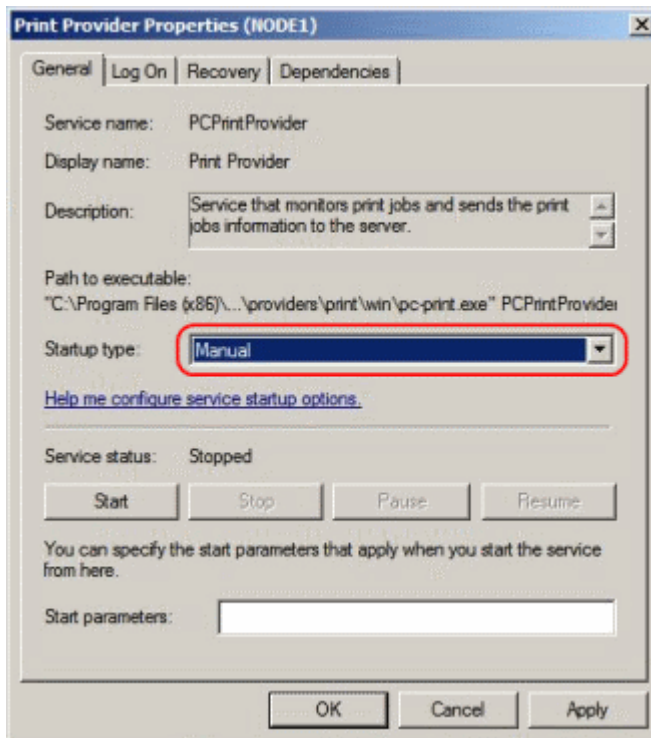 Print Provider Properties (NODE1)
General Log On Recovery Dependencies
Service name: PCPrintProvider
Display name: Print Provider
Description: Service that monitors print jobs and sends the print
jobs information to the server.
Path to executable:
"C:\Program Files (x86)\...\providers\print\win\pc-print.exe" PCPrintProvider
Startup type: Manual
Help me configure service startup options.
Service status: Stopped
Start Stop Pause Resume
You can specify the start parameters that apply when you start the service
from here.
Start parameters:
OK Cancel Apply